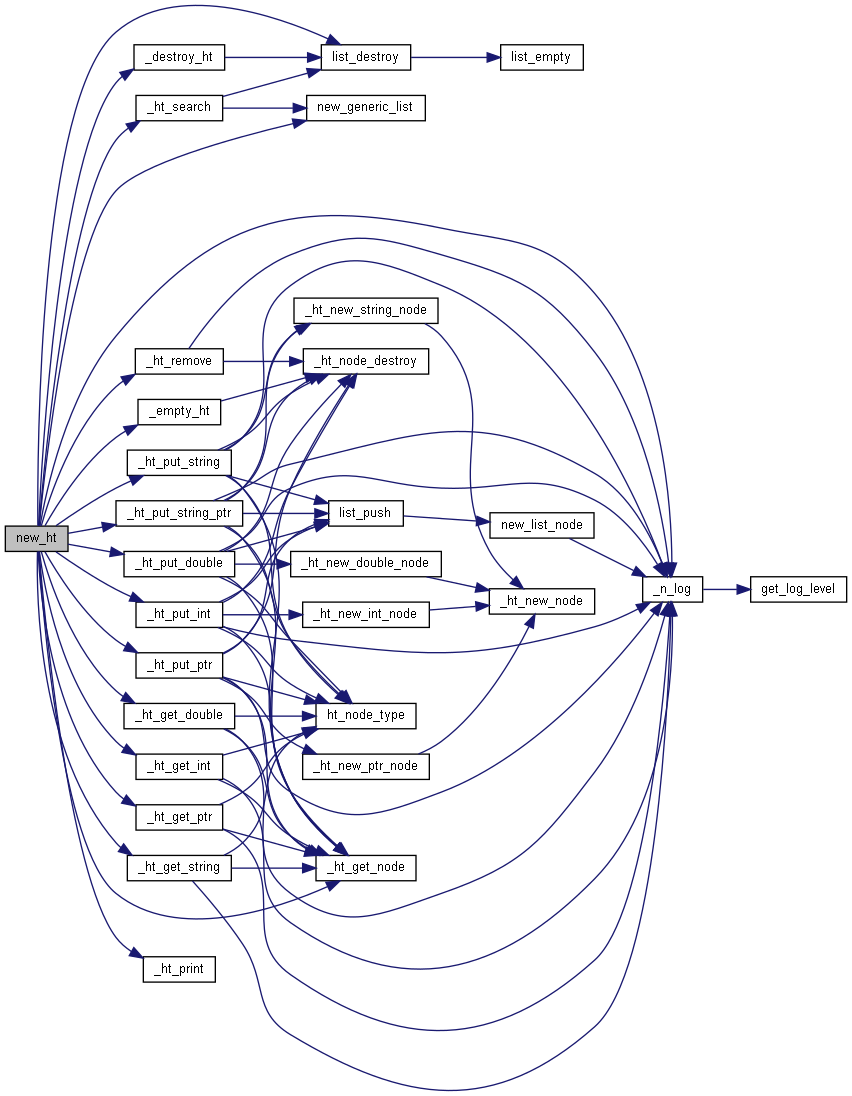 _destroy_ht
list_destroy
list_empty
_ht_search
new_generic_list
_ht_new_string_node
_ht_remove
_ht_node_destroy
_empty_ht
_ht_put_string
_ht_put_string_ptr
list_push
new_list_node
new_ht
_ht_put_double
_ht_new_double_node
_n_log
get_log_level
_ht_put_int
_ht_new_int_node
_ht_new_node
_ht_put_ptr
_ht_get_double
ht_node_type
_ht_get_int
_ht_new_ptr_node
_ht_get_ptr
_ht_get_string
_ht_get_node
_ht_print